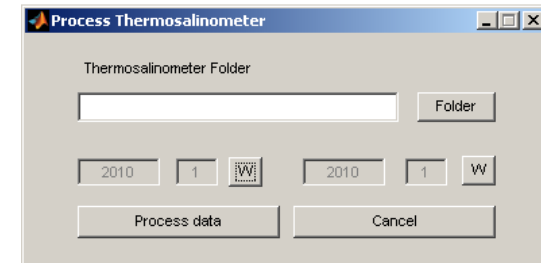 Process Thermosalinometer
Thermosalinometer Folder
Folder
2010 1 W 2010 1 W
Process data Cancel